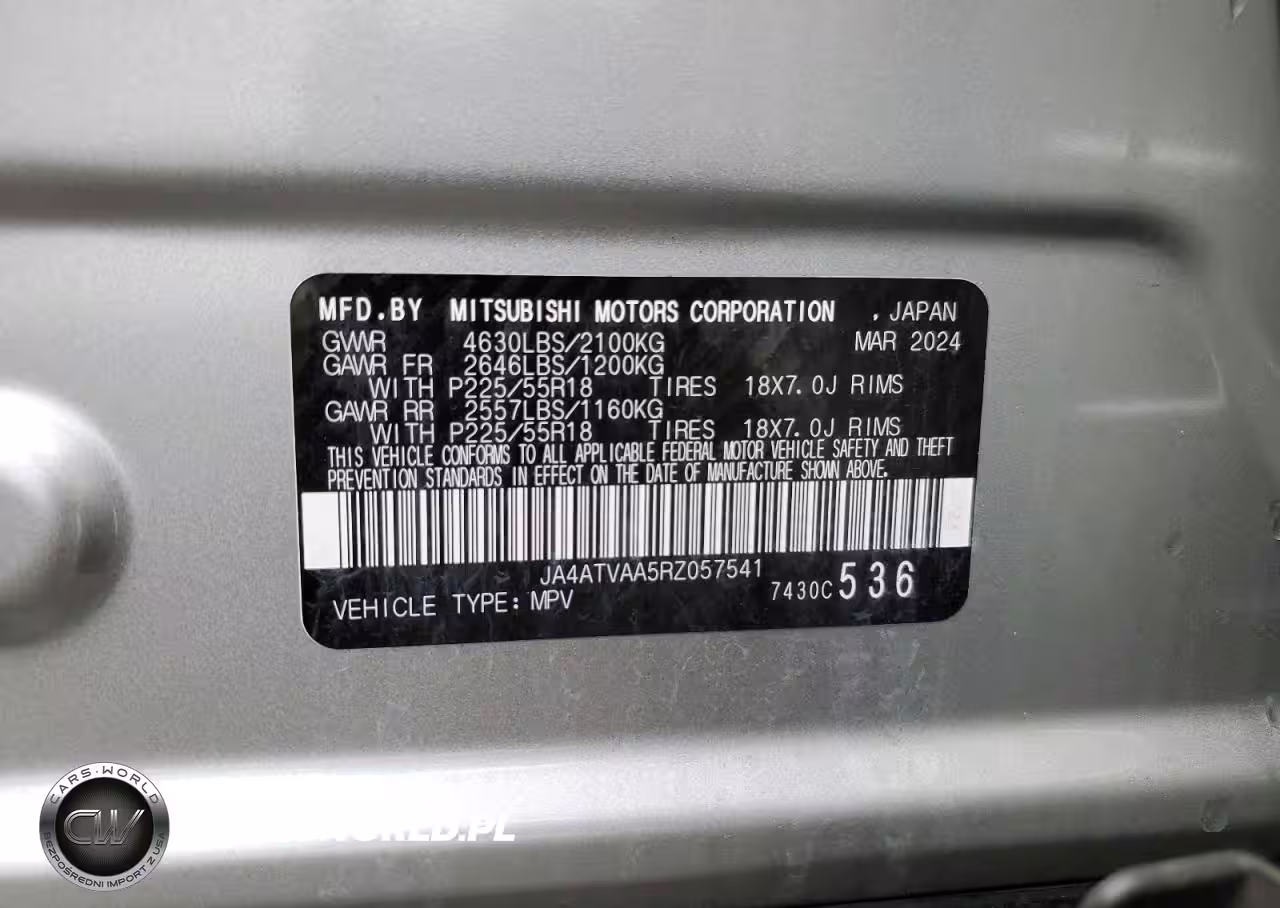 MFD.BY MITSUBISHI MOTORS CORPORATION , JAPAN
GVWR 4630LBS/2100KG MAR 2024
GAWR FR 2646LBS/1200KG
WITH P225/55R18 TIRES 18X7.0J RIMS
GAWR RR 2557LBS/1160KG
WITH P225/55R18 TIRES 18X7.0J RIMS
THIS VEHICLE CONFORMS TO ALL APPLICABLE FEDERAL MOTOR VEHICLE SAFETY AND THEFT
PREVENTION STANDARDS IN EFFECT ON THE DATE OF MANUFACTURE SHOWN ABOVE.
JA4ATVAA5RZ057541
VEHICLE TYPE: MPV 7430C 536
CARS·WORLD
CW
BEZPOŚREDNI IMPORT Z USA